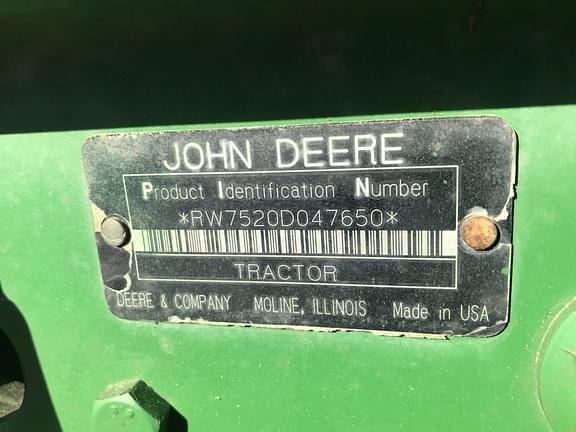 JOHN DEERE
Product Identification Number
*RW7520D047650*
TRACTOR
DEERE & COMPANY MOLINE, ILLINOIS Made in USA